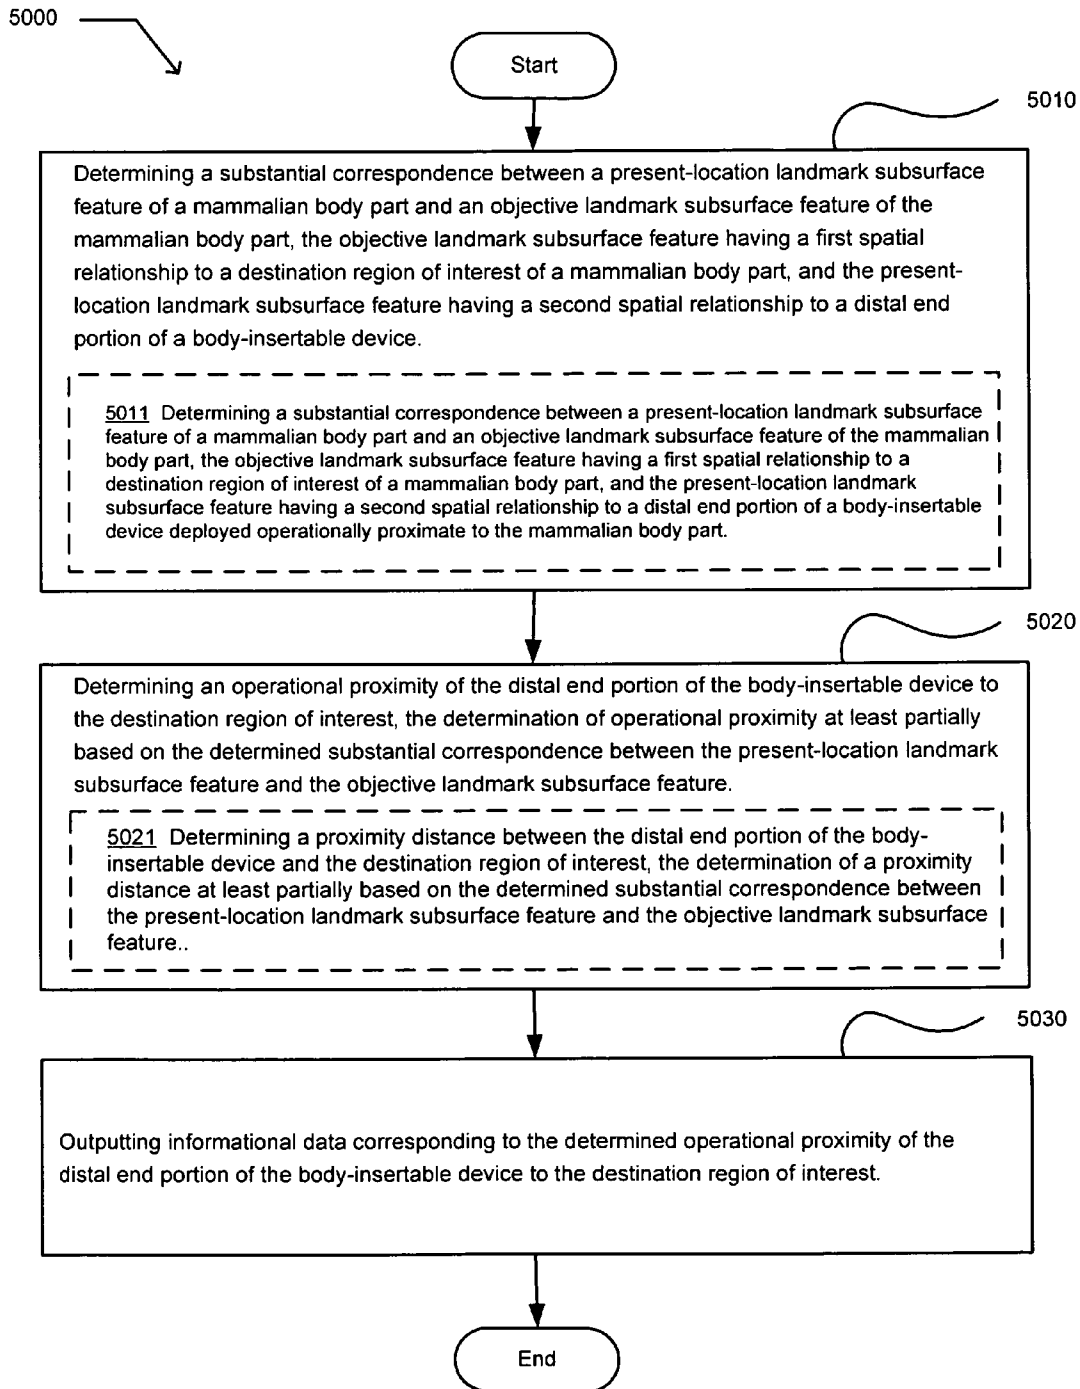 5000
Start
5010
Determining a substantial correspondence between a present-location landmark subsurface
feature of a mammalian body part and an objective landmark subsurface feature of the
mammalian body part, the objective landmark subsurface feature having a first spatial
relationship to a destination region of interest of a mammalian body part, and the present-
location landmark subsurface feature having a second spatial relationship to a distal end
portion of a body-insertable device.
5011 Determining a substantial correspondence between a present-location landmark subsurface
feature of a mammalian body part and an objective landmark subsurface feature of the mammalian
body part, the objective landmark subsurface feature having a first spatial relationship to a
destination region of interest of a mammalian body part, and the present-location landmark
subsurface feature having a second spatial relationship to a distal end portion of a body-insertable
device deployed operationally proximate to the mammalian body part.
5020
Determining an operational proximity of the distal end portion of the body-insertable device to
the destination region of interest, the determination of operational proximity at least partially
based on the determined substantial correspondence between the present-location landmark
subsurface feature and the objective landmark subsurface feature.
5021 Determining a proximity distance between the distal end portion of the body-
insertable device and the destination region of interest, the determination of a proximity
distance at least partially based on the determined substantial correspondence between
the present-location landmark subsurface feature and the objective landmark subsurface
feature..
5030
Outputting informational data corresponding to the determined operational proximity of the
distal end portion of the body-insertable device to the destination region of interest.
End